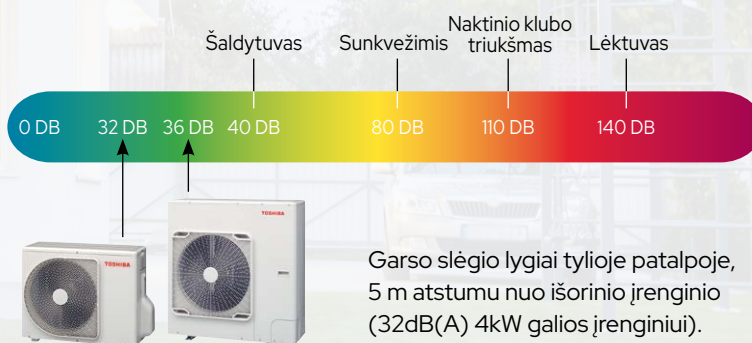 Šaldytuvas
Sunkvežimis
Naktinio klubo
triukšmas
Lėktuvas
0 DB
32 DB
36 DB
40 DB
80 DB
110 DB
140 DB
TOSHIBA
TOSHIBA
Garso slėgio lygiai tylioje patalpoje,
5 m atstumu nuo išorinio įrenginio
(32dB(A) 4kW galios įrenginiui).